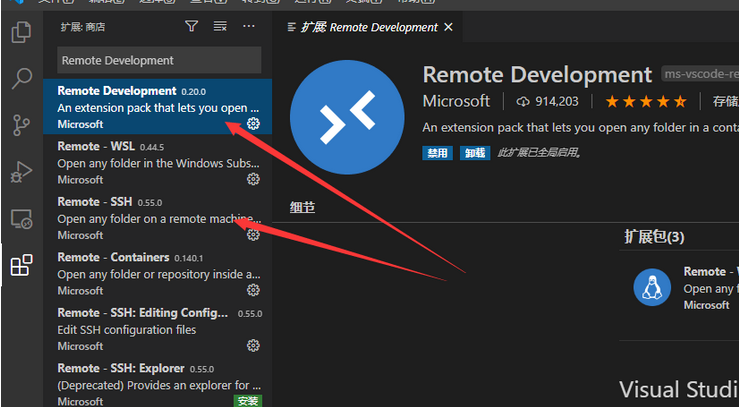 扩展: 商店
Remote Development
Remote Development 0.20.0
An extension pack that lets you open ...
Microsoft
Remote - WSL 0.44.5
Open any folder in the Windows Subs...
Microsoft
Remote - SSH 0.55.0
Open any folder on a remote machine...
Microsoft
Remote - Containers 0.140.1
Open any folder or repository inside a...
Microsoft
Remote - SSH: Editing Config... 0.55.0
Edit SSH configuration files
Microsoft
Remote - SSH: Explorer 0.55.0
(Deprecated) Provides an explorer for ...
Microsoft
安装
扩展: Remote Development
Remote Development ms-vscode-re
Microsoft 914,203 存储
An extension pack that lets you open any folder in a conta
禁用 卸载 此扩展已全局启用。
细节
扩展包(3)
Remote - W
Open any fo
Microsoft
Visual Studi